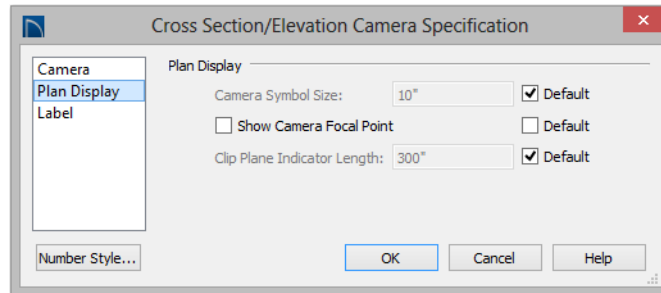 Cross Section/Elevation Camera Specification
Camera
Plan Display
Label
Plan Display
Camera Symbol Size: 10" Default
Show Camera Focal Point Default
Clip Plane Indicator Length: 300" Default
Number Style... OK Cancel Help